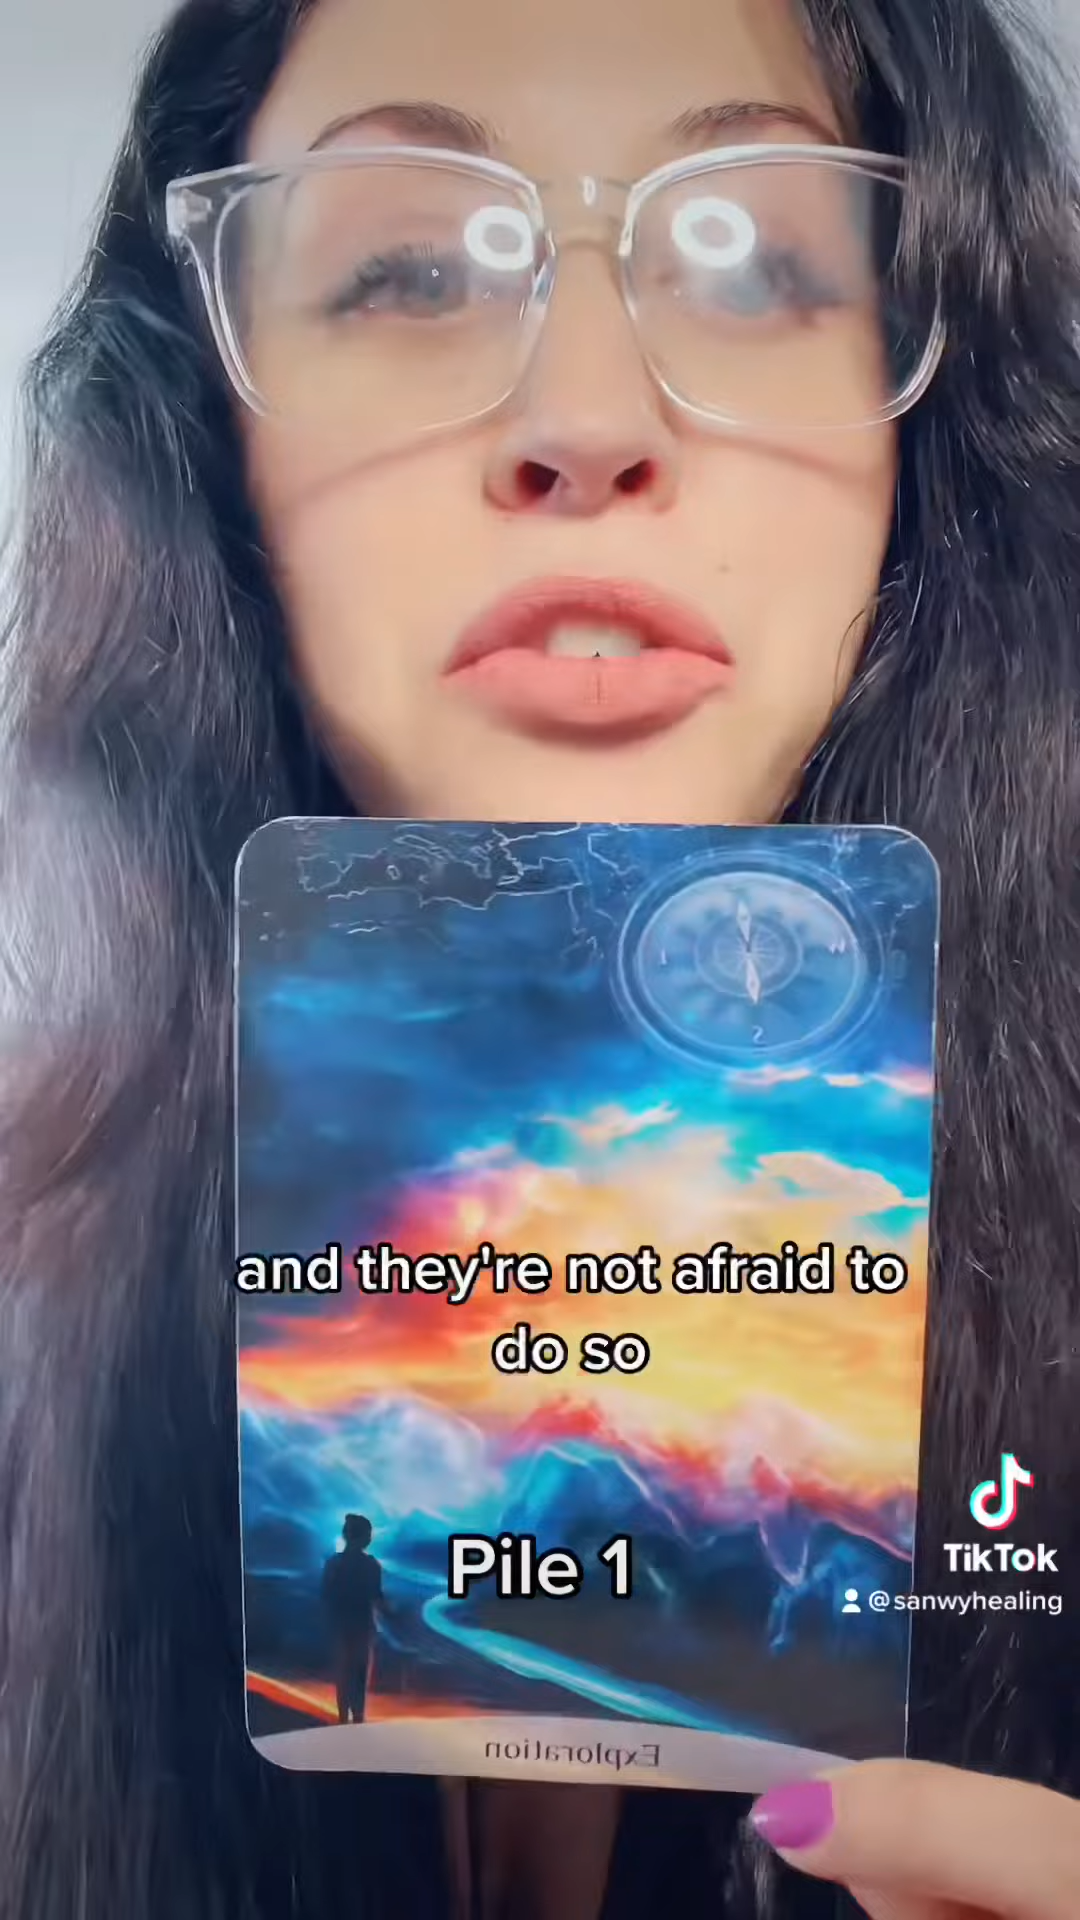 and they're not afraid to
do so
Pile 1
TikTok
@sanwyhealing
Exploration